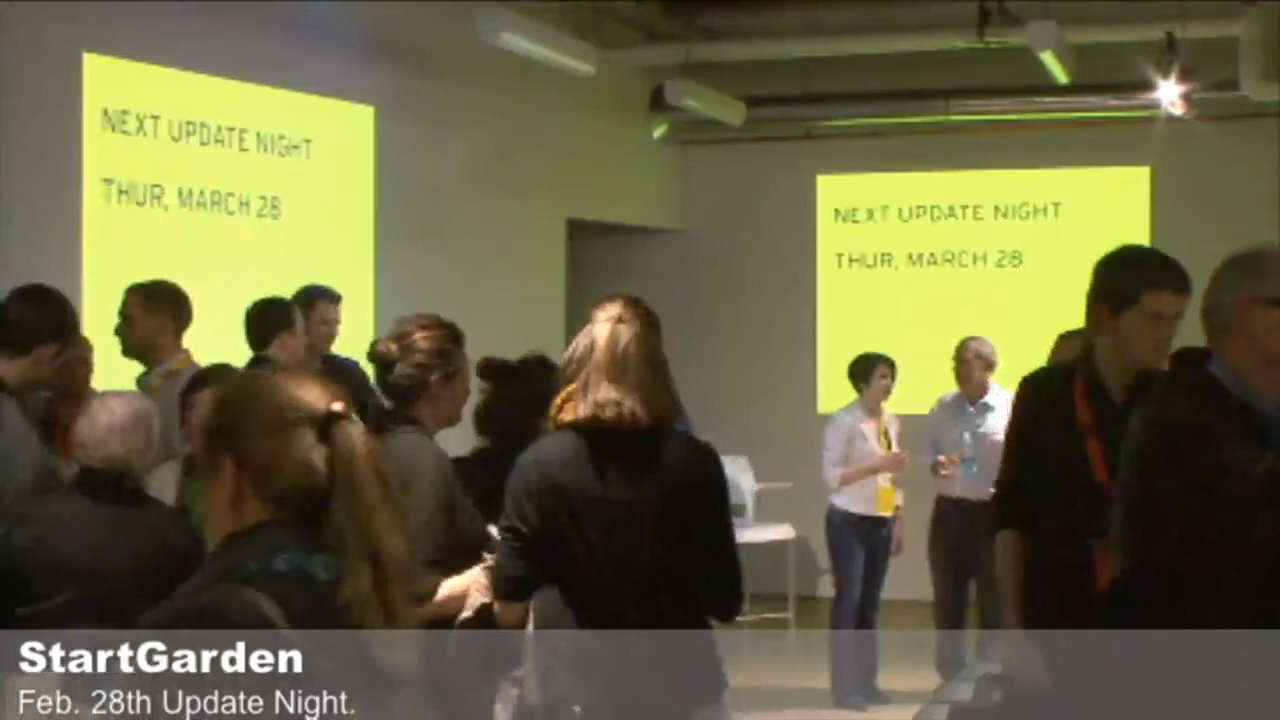 NEXT UPDATE NIGHT
THUR, MARCH 28
NEXT UPDATE NIGHT
THUR, MARCH 28
StartGarden
Feb. 28th Update Night.